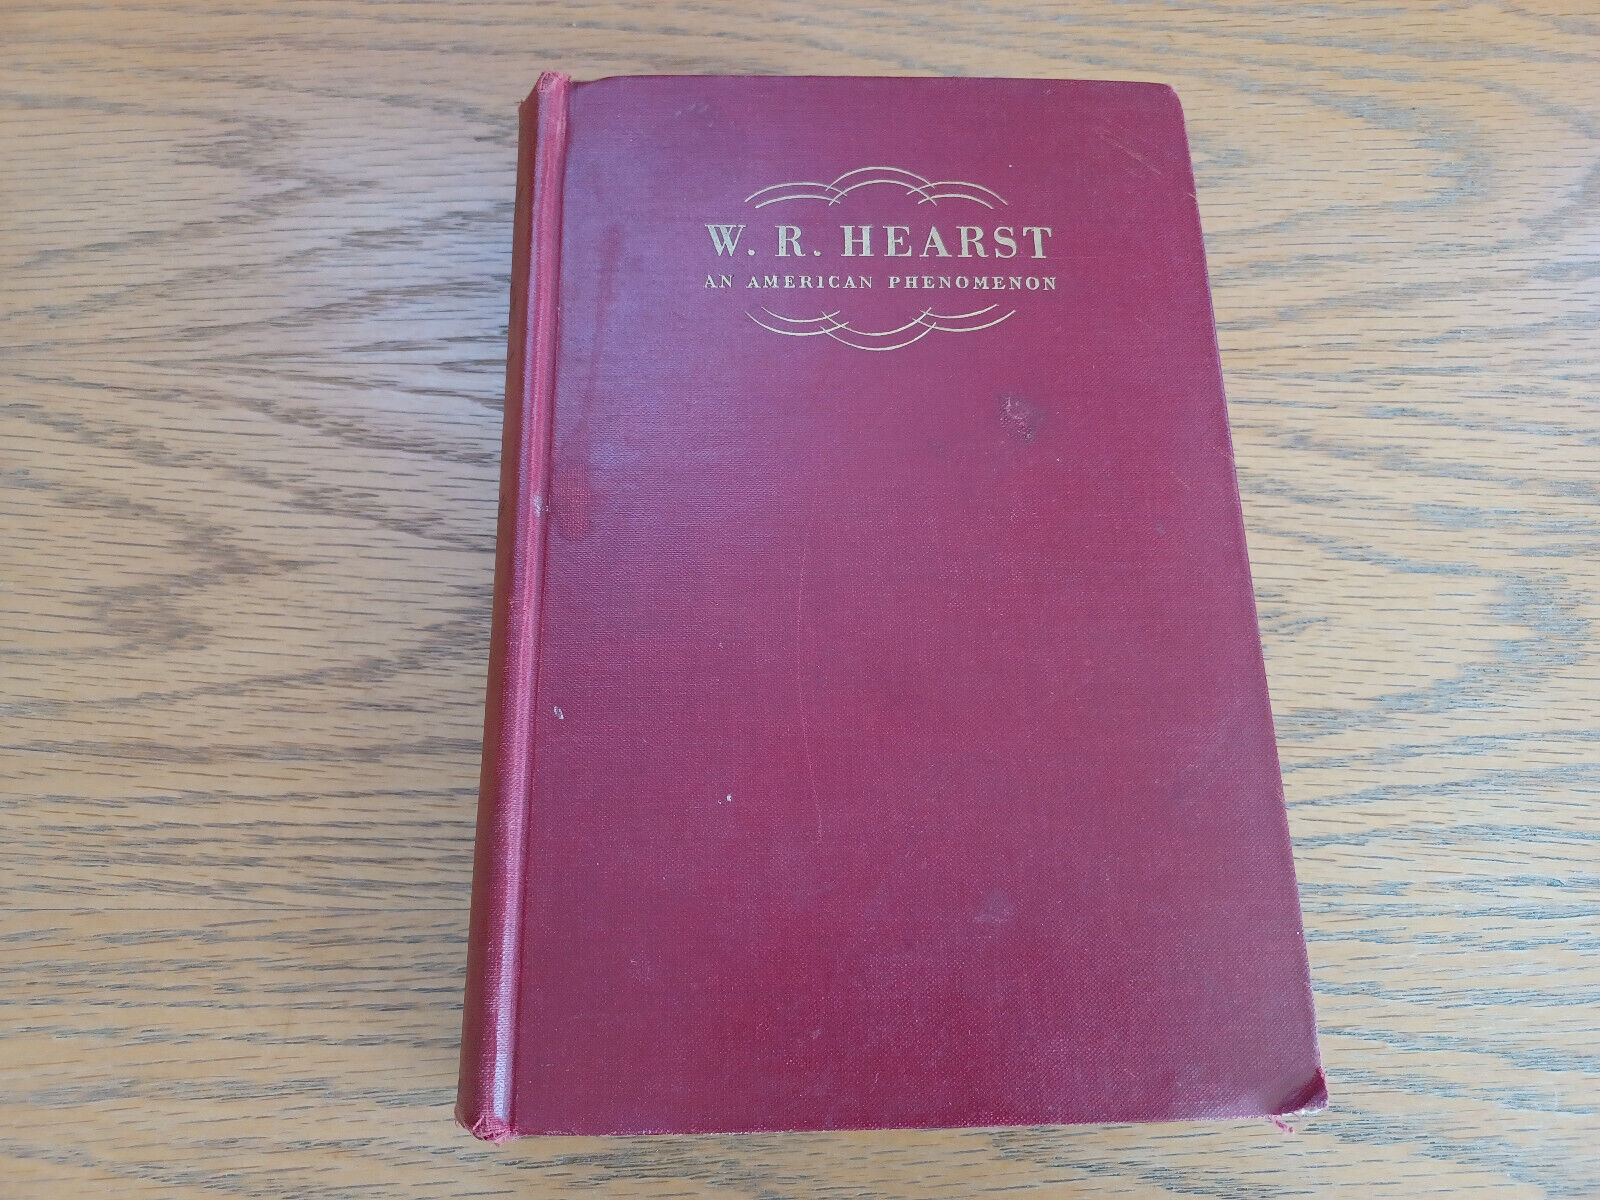 W. R. HEARST
AN AMERICAN PHENOMENON